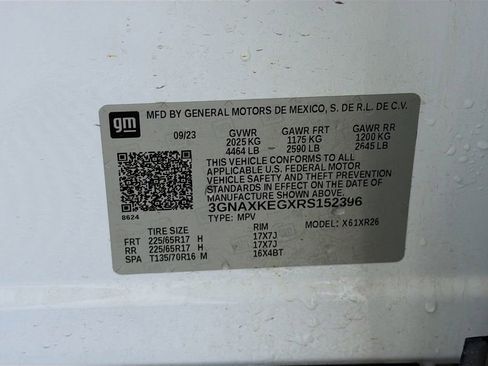 gm
MFD BY GENERAL MOTORS DE MEXICO, S. DE R.L. DE C.V.
09/23 GVWR GAWR FRT GAWR RR
2025 KG 1175 KG 1200 KG
4464 LB 2590 LB 2645 LB
THIS VEHICLE CONFORMS TO ALL
APPLICABLE U.S. FEDERAL MOTOR
VEHICLE SAFETY AND THEFT PREVENTION
STANDARDS IN EFFECT ON THE DATE OF
MANUFACTURE SHOWN ABOVE.
3GNAXKEGXRS152396
8624 TYPE: MPV MODEL: X61XR26
TIRE SIZE RIM
FRT 225/65R17 H 17X7J
RR 225/65R17 H 17X7J
SPA T135/70R16 M 16X4BT